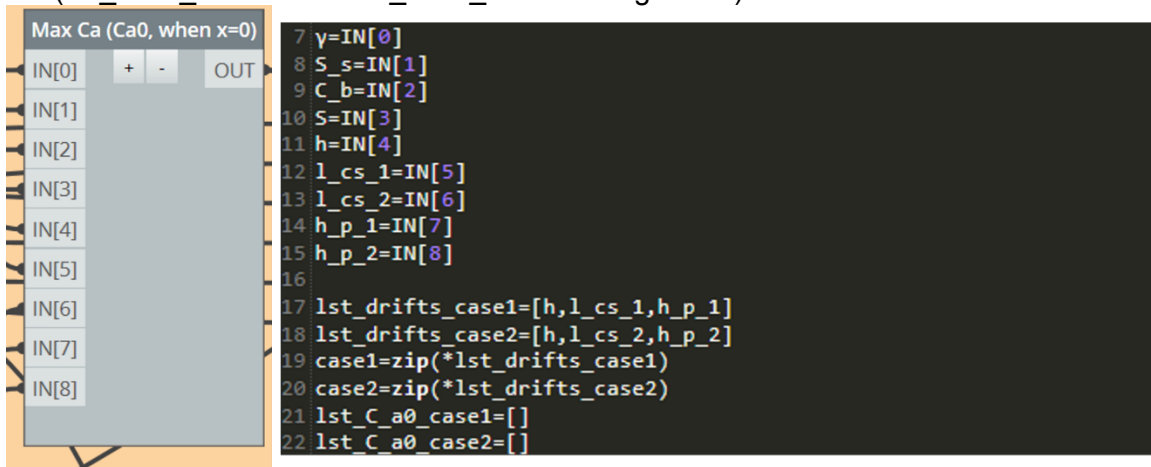 Max Ca (Ca0, when x=0)
IN[0] + - OUT
IN[1]
IN[2]
IN[3]
IN[4]
IN[5]
IN[6]
IN[7]
IN[8]
7 γ=IN[0]
8 S_s=IN[1]
9 C_b=IN[2]
10 S=IN[3]
11 h=IN[4]
12 l_cs_1=IN[5]
13 l_cs_2=IN[6]
14 h_p_1=IN[7]
15 h_p_2=IN[8]
16
17 lst_drifts_case1=[h,l_cs_1,h_p_1]
18 lst_drifts_case2=[h,l_cs_2,h_p_2]
19 case1=zip(*lst_drifts_case1)
20 case2=zip(*lst_drifts_case2)
21 lst_C_a0_case1=[]
22 lst_C_a0_case2=[]